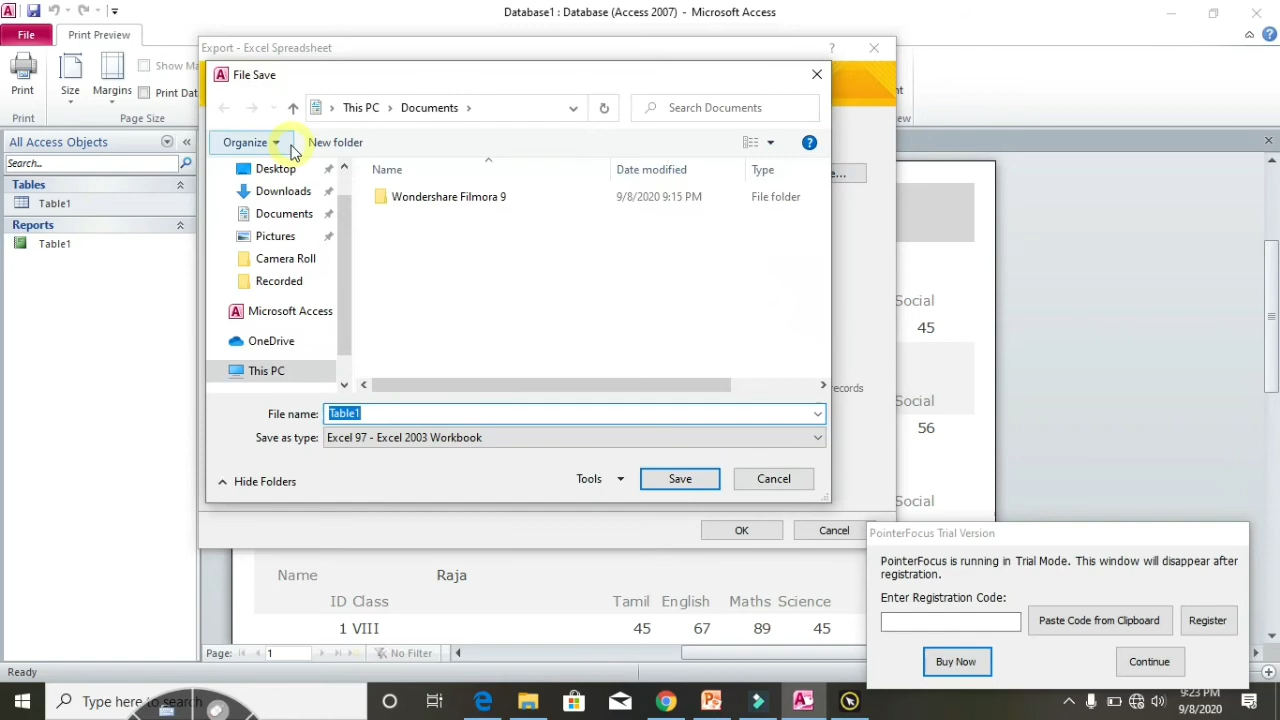 Database1 : Database (Access 2007) - Microsoft Access
File
Print Preview
Export - Excel Spreadsheet
?
File Save
Print
Size
Margins
Show Ma
Print Dat
Print
Page Size
This PC
Documents
Search Documents
All Access Objects
Search...
Organize
New folder
Tables
Table1
Reports
Table1
Desktop
Downloads
Documents
Pictures
Camera Roll
Recorded
Microsoft Access
OneDrive
This PC
Name
Date modified
Type
Wondershare Filmora 9
9/8/2020 9:15 PM
File folder
e...
Social
45
ecords
Social
56
Social
File name:
Table1
Save as type:
Excel 97 - Excel 2003 Workbook
Hide Folders
Tools
Save
Cancel
OK
Cancel
PointerFocus Trial Version
PointerFocus is running in Trial Mode. This window will disappear after
registration.
Enter Registration Code:
Paste Code from Clipboard
Register
Buy Now
Continue
Name
Raja
ID Class
Tamil English Maths Science
1 VIII
45 67 89 45
Page:
1
No Filter
Ready
Type here to search
9:23 PM
9/8/2020